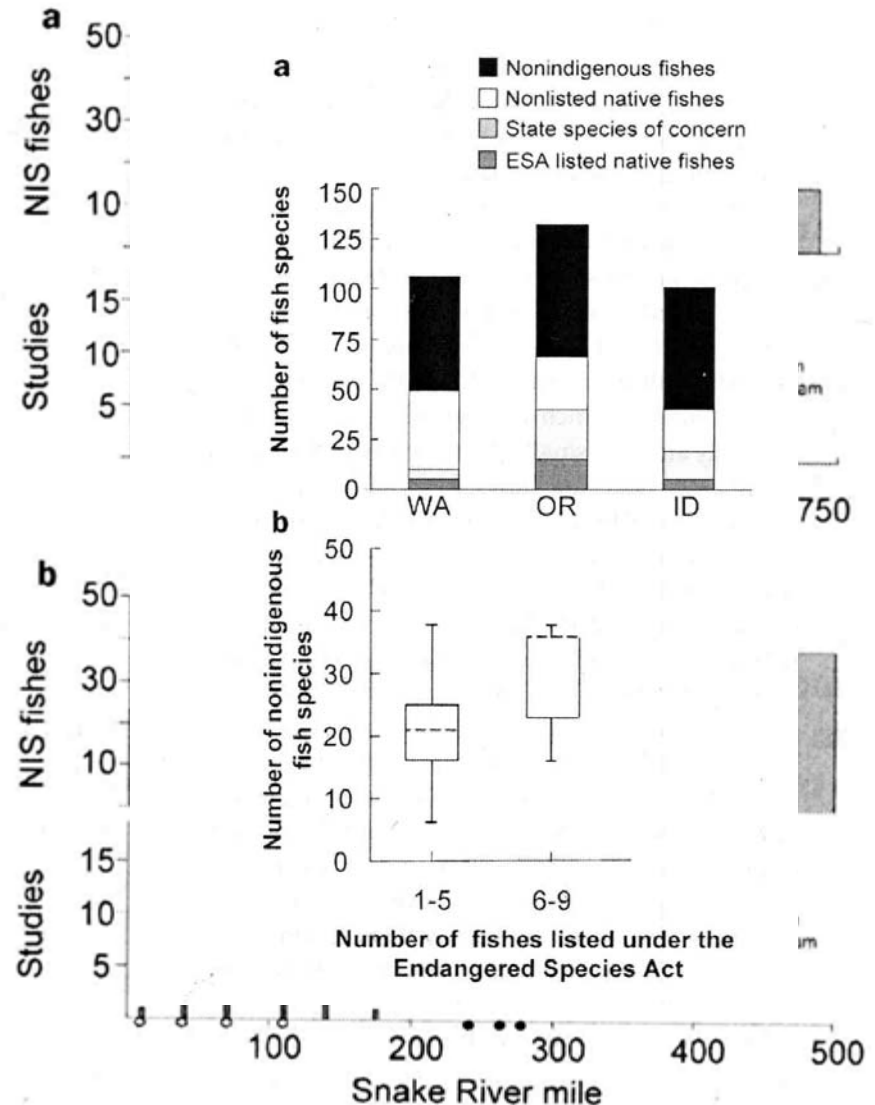 a
50
30
10
NIS fishes
15
10
5
Studies
a
Nonindigenous fishes
Nonlisted native fishes
State species of concern
ESA listed native fishes
Number of fish species
150
125
100
75
50
25
0
WA OR ID
750
b
50
30
10
NIS fishes
15
10
5
Studies
b
Number of nonindigenous
fish species
50
40
30
20
10
0
1-5 6-9
Number of fishes listed under the
Endangered Species Act
100 200 300 400 500
Snake River mile